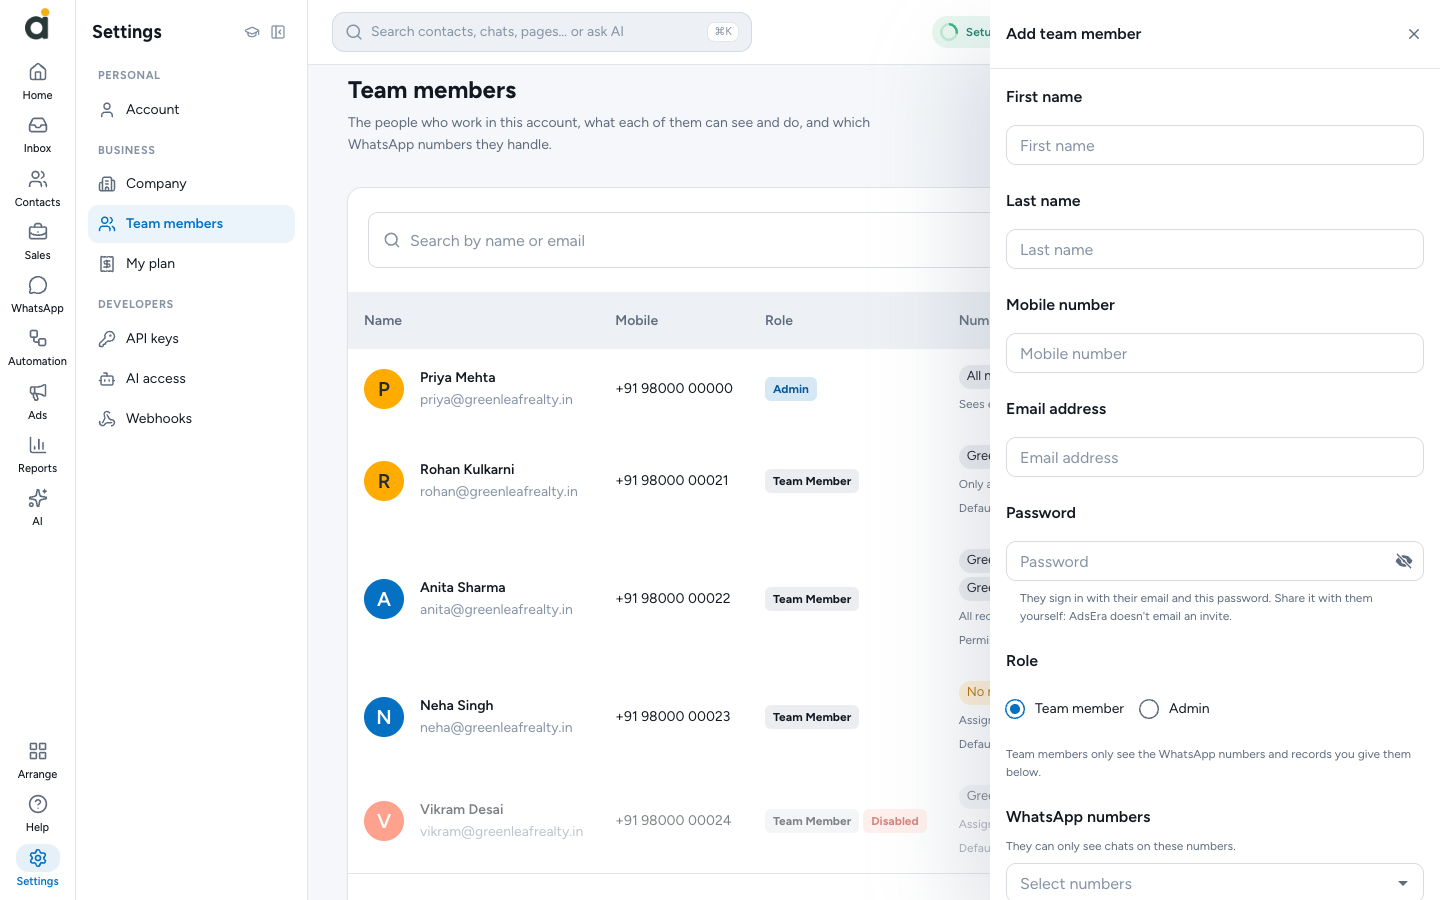 Home
Inbox
Contacts
Sales
WhatsApp
Automation
Ads
Reports
AI
Arrange
Help
Settings
Settings
PERSONAL
Account
BUSINESS
Company
Team members
My plan
DEVELOPERS
API keys
AI access
Webhooks
Search contacts, chats, pages... or ask AI
⌘K
Team members
The people who work in this account, what each of them can see and do, and which
WhatsApp numbers they handle.
Search by name or email
Name Mobile Role
Priya Mehta
priya@greenleafrealty.in
+91 98000 00000
Admin
All
P
Rohan Kulkarni
rohan@greenleafrealty.in
+91 98000 00021
Team Member
R
Anita Sharma
anita@greenleafrealty.in
+91 98000 00022
Team Member
A
Neha Singh
neha@greenleafrealty.in
+91 98000 00023
Team Member
No
N
Vikram Desai
vikram@greenleafrealty.in
+91 98000 00024
Team Member
Disabled
V
Sees
Only
All
Add team member
First name
First name
Last name
Last name
Mobile number
Mobile number
Email address
Email address
Password
Password
They sign in with their email and this password. Share it with them
yourself: AdsEra doesn't email an invite.
Role
Team member
Admin
Team members only see the WhatsApp numbers and records you give them
below.
WhatsApp numbers
They can only see chats on these numbers.
Select numbers